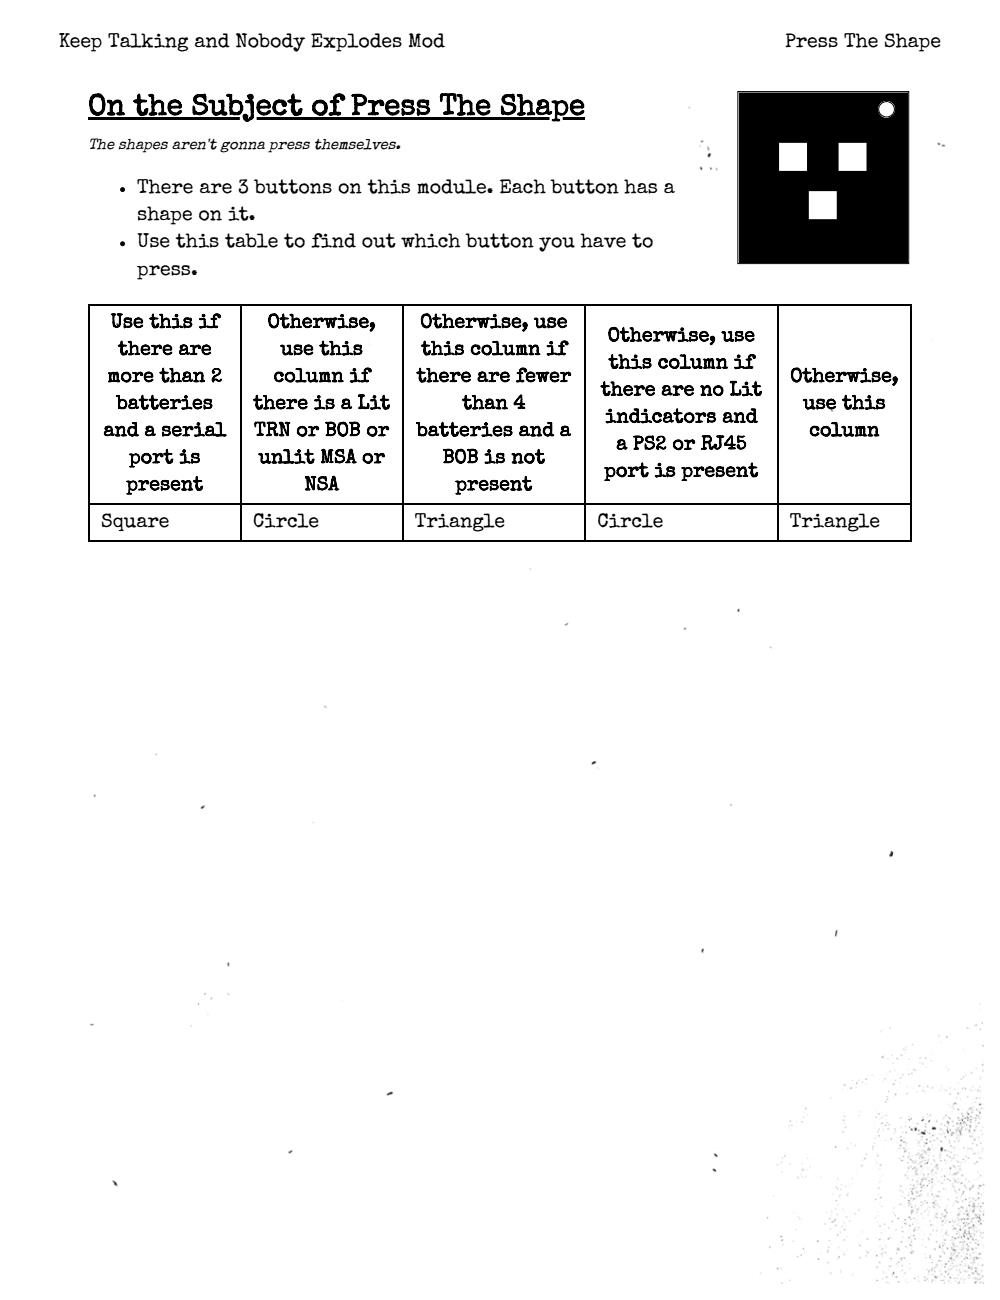 Keep Talking and Nobody Explodes Mod
Press The Shape
On the Subject of Press The Shape
The shapes aren't gonna press themselves.
• There are 3 buttons on this module. Each button has a
shape on it.
• Use this table to find out which button you have to
press.
Use this if
there are
more than 2
batteries
and a serial
port is
present
Otherwise,
use this
column if
there is a Lit
TRN or BOB or
unlit MSA or
NSA
Otherwise, use
this column if
there are fewer
than 4
batteries and a
BOB is not
present
Otherwise, use
this column if
there are no Lit
indicators and
a PS2 or RJ45
port is present
Otherwise,
use this
column
Square
Circle
Triangle
Circle
Triangle